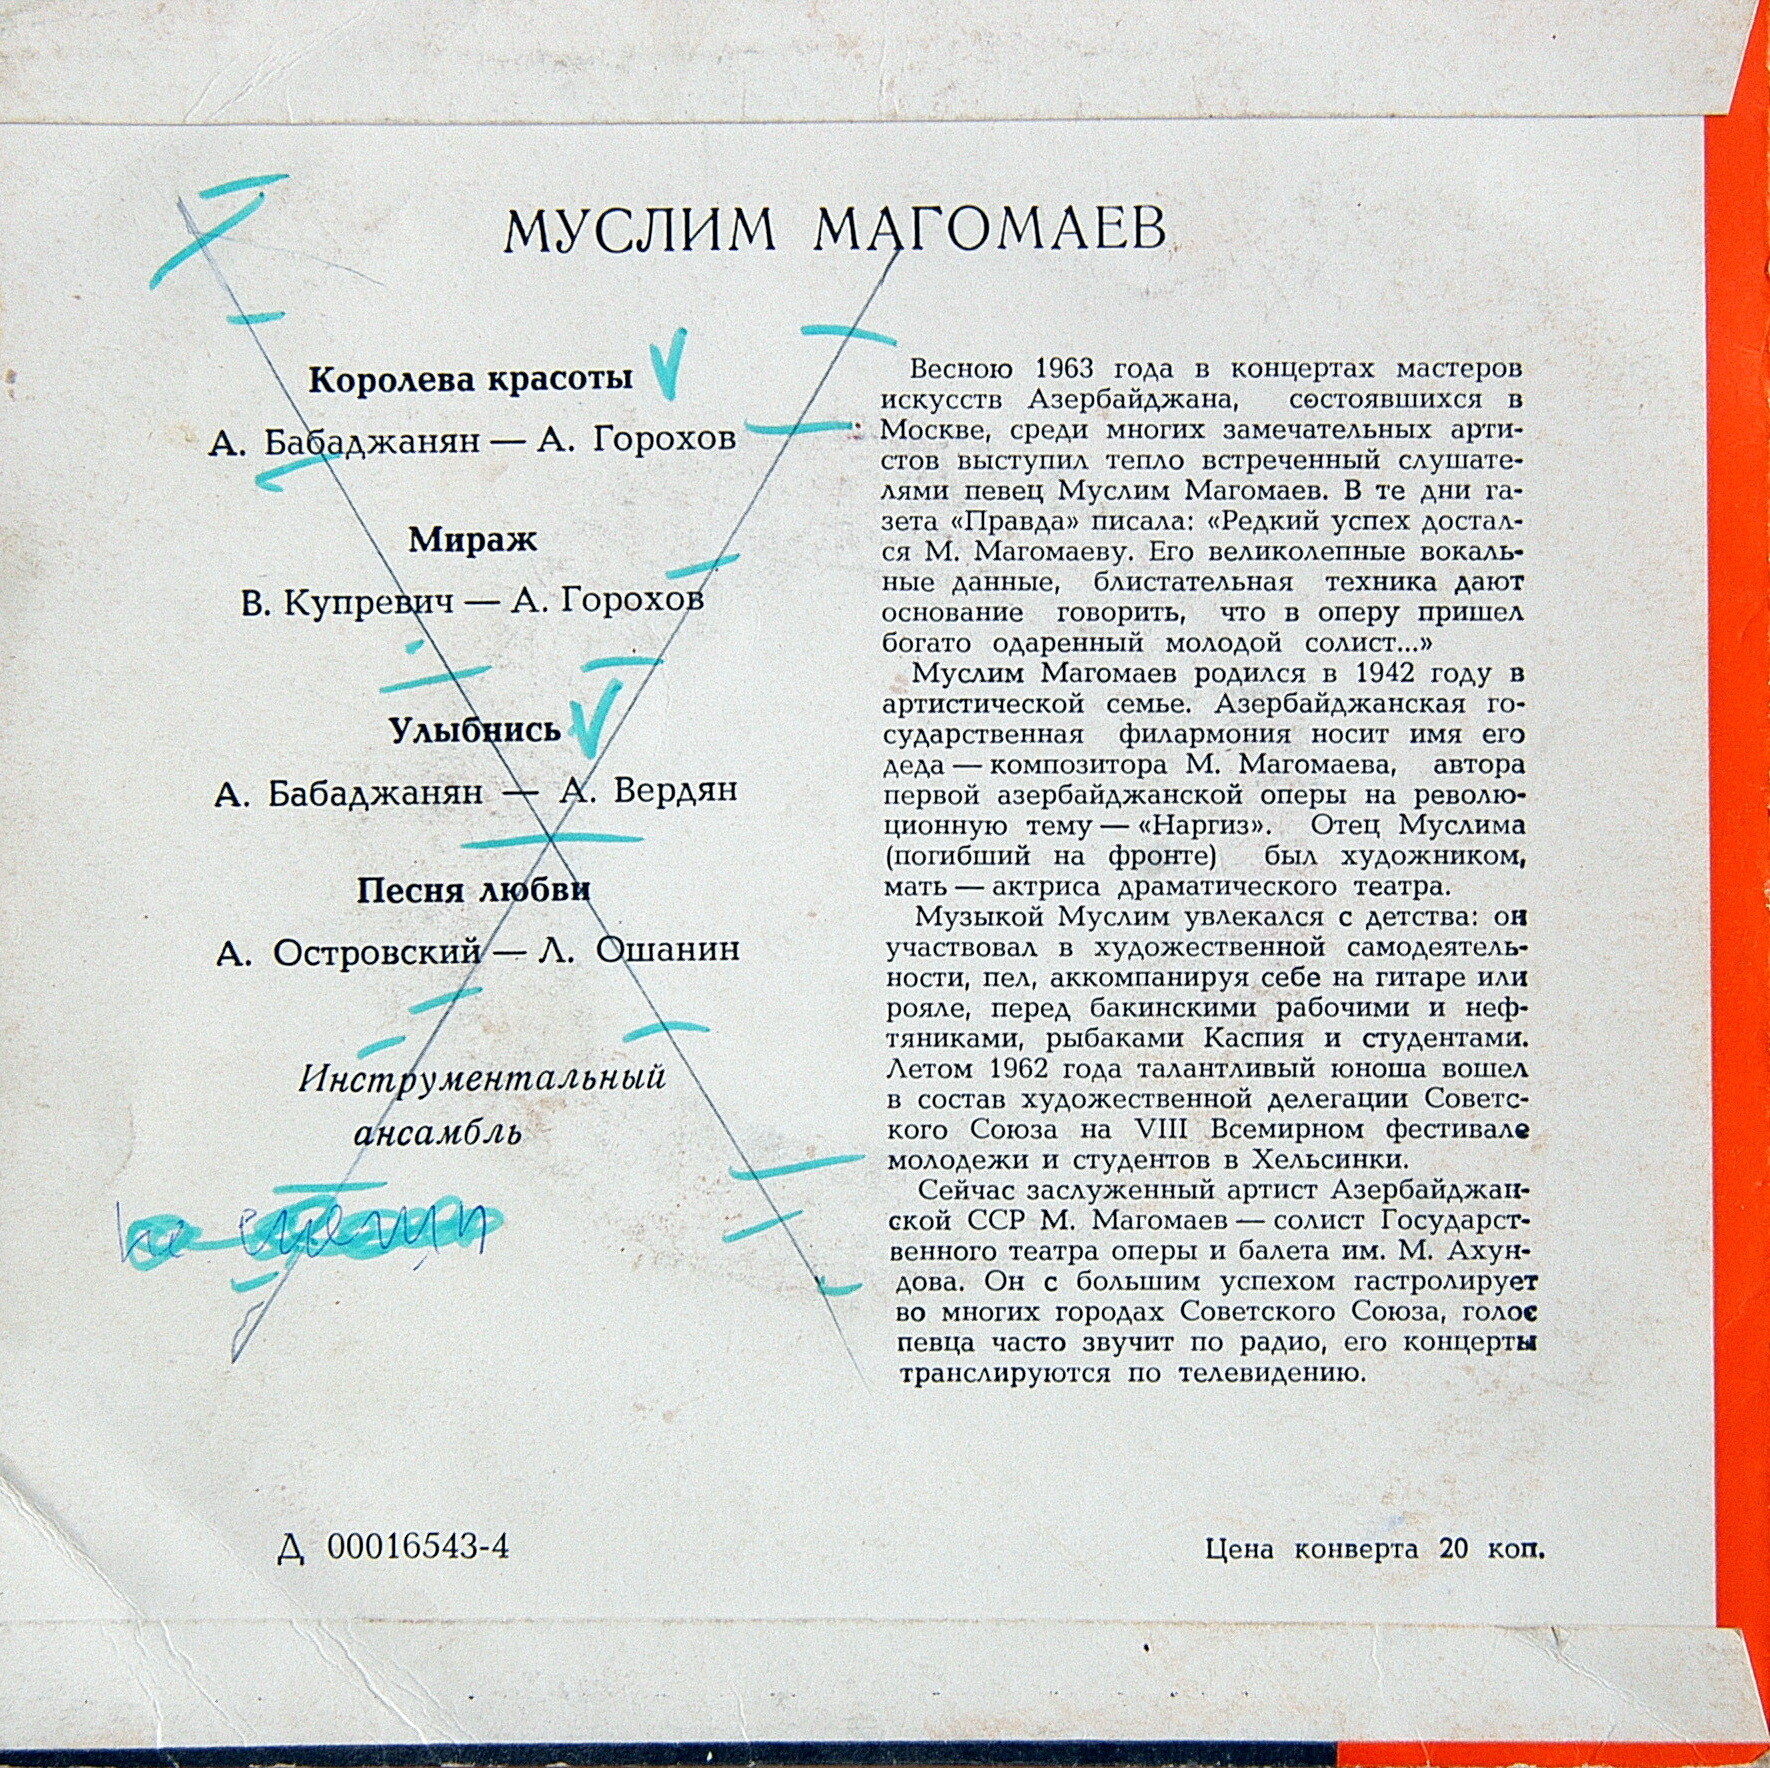 МУСЛИМ МАГОМАЕВ
Королева красоты
А. Бабаджанян — А. Горохов
Мираж
В. Купревич — А. Горохов
Улыбнись
А. Бабаджанян — А. Вердян
Песня любви
А. Островский — Л. Ошанин
Инструментальный
ансамбль
Весною 1963 года в концертах мастеров
искусств Азербайджана, состоявшихся в
Москве, среди многих замечательных арти-
стов выступил тепло встреченный слушате-
лями певец Муслим Магомаев. В те дни га-
зета «Правда» писала: «Редкий успех достал-
ся М. Магомаеву. Его великолепные вокаль-
ные данные, блистательная техника дают
основание говорить, что в оперу пришел
богато одаренный молодой солист...»
Муслим Магомаев родился в 1942 году в
артистической семье. Азербайджанская го-
сударственная филармония носит имя его
деда — композитора М. Магомаева, автора
первой азербайджанской оперы на револю-
ционную тему — «Наргиз». Отец Муслима
(погибший на фронте) был художником,
мать — актриса драматического театра.
Музыкой Муслим увлекался с детства: он
участвовал в художественной самодеятель-
ности, пел, аккомпанируя себе на гитаре или
рояле, перед бакинскими рабочими и неф-
тяниками, рыбаками Каспия и студентами.
Летом 1962 года талантливый юноша вошел
в состав художественной делегации Советс-
кого Союза на VIII Всемирном фестивале
молодежи и студентов в Хельсинки.
Сейчас заслуженный артист Азербайджан-
ской ССР М. Магомаев — солист Государст-
венного театра оперы и балета им. М. Ахун-
дова. Он с большим успехом гастролирует
во многих городах Советского Союза, голос
певца часто звучит по радио, его концерты
транслируются по телевидению.
Д 00016543-4
Цена конверта 20 коп.